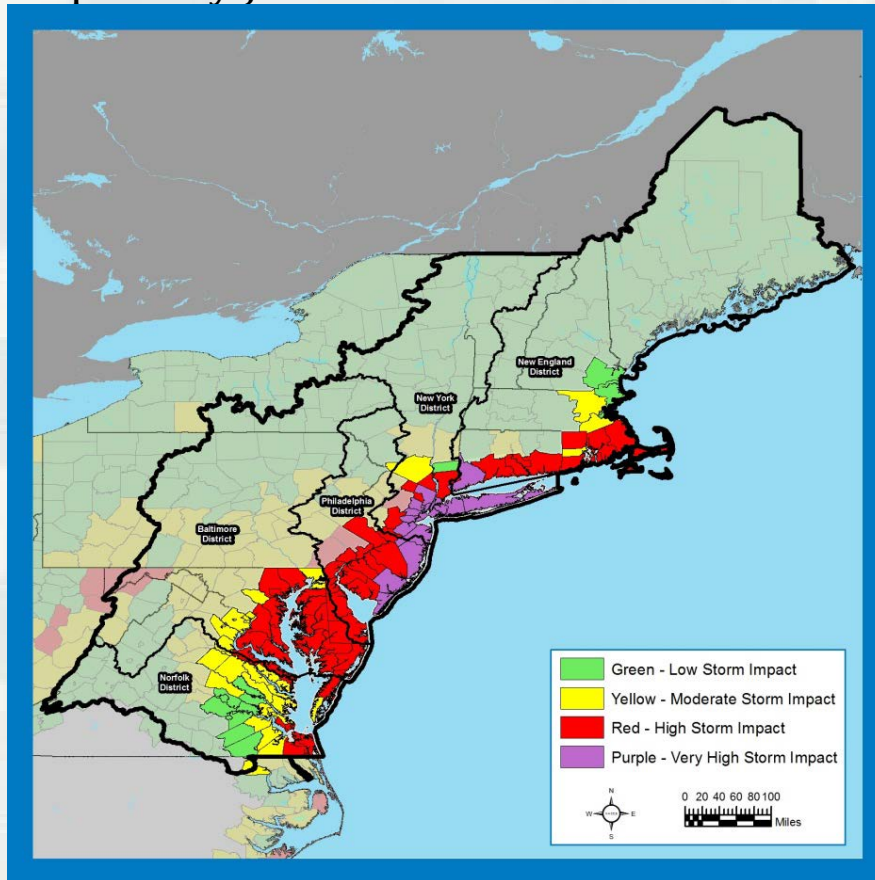 New England
District
New York
District
Philadelphia
District
Baltimore
District
Norfolk
District
Green - Low Storm Impact
Yellow - Moderate Storm Impact
Red - High Storm Impact
Purple - Very High Storm Impact
N
W E
S
0 20 40 60 80 100
Miles